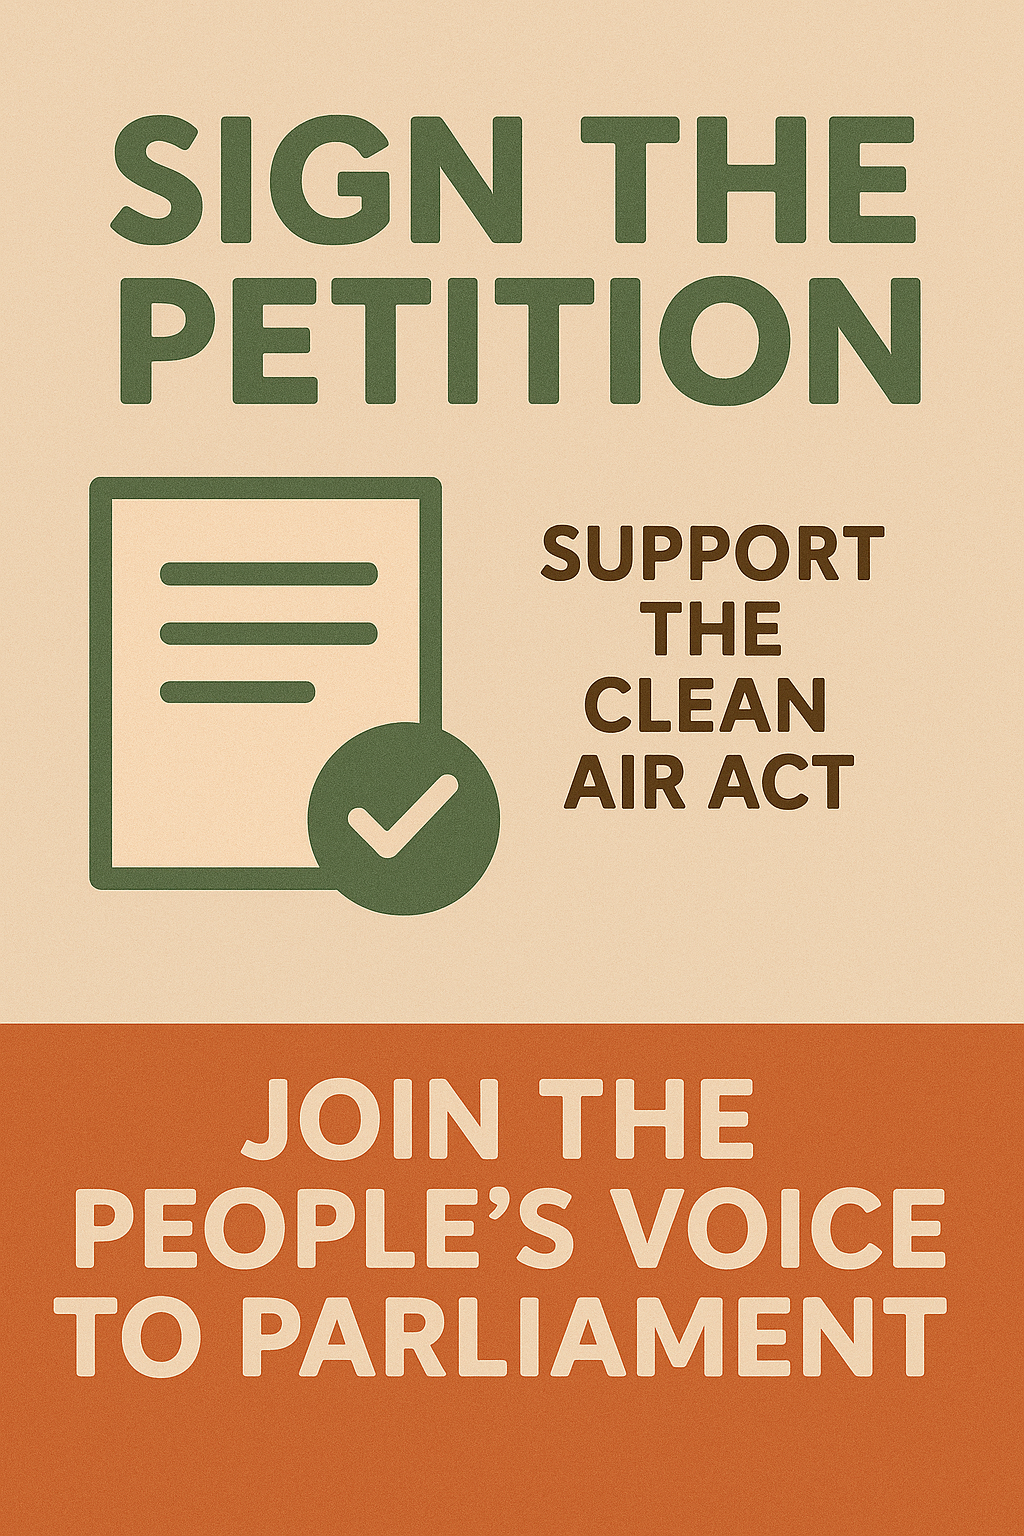 SIGN THE
PETITION
SUPPORT
THE
CLEAN
AIR ACT
JOIN THE
PEOPLE’S VOICE
TO PARLIAMENT